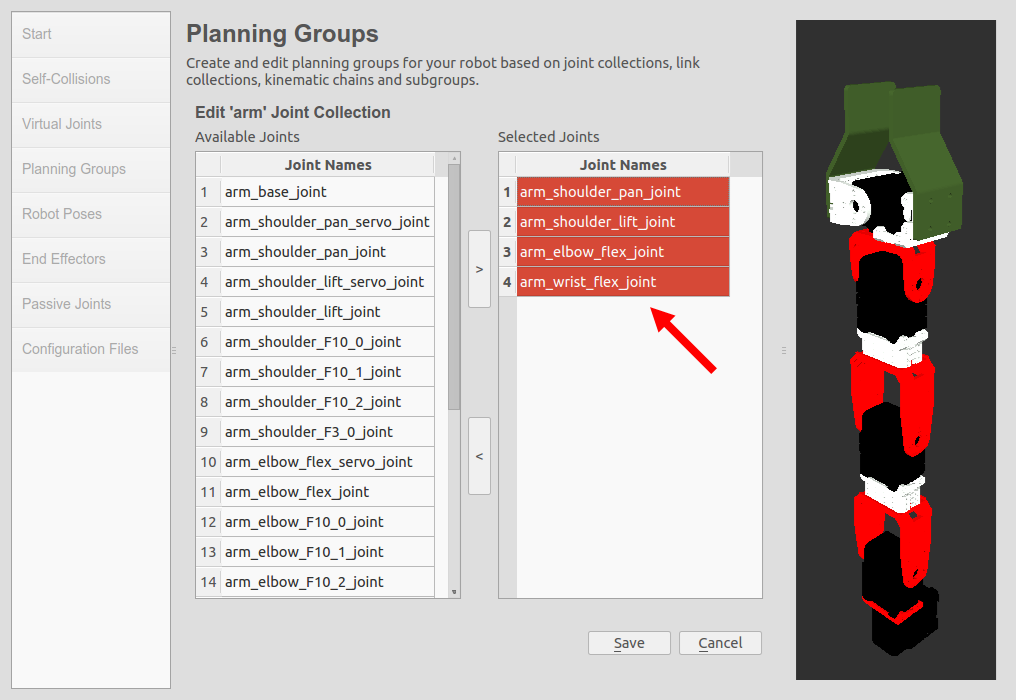 Start
Self-Collisions
Virtual Joints
Planning Groups
Robot Poses
End Effectors
Passive Joints
Configuration Files
Planning Groups
Create and edit planning groups for your robot based on joint collections, link
collections, kinematic chains and subgroups.
Edit 'arm' Joint Collection
Available Joints
Joint Names
1 arm_base_joint
2 arm_shoulder_pan_servo_joint
3 arm_shoulder_pan_joint
4 arm_shoulder_lift_servo_joint
5 arm_shoulder_lift_joint
6 arm_shoulder_F10_0_joint
7 arm_shoulder_F10_1_joint
8 arm_shoulder_F10_2_joint
9 arm_shoulder_F3_0_joint
10 arm_elbow_flex_servo_joint
11 arm_elbow_flex_joint
12 arm_elbow_F10_0_joint
13 arm_elbow_F10_1_joint
14 arm_elbow_F10_2_joint
>
<
Selected Joints
Joint Names
1 arm_shoulder_pan_joint
2 arm_shoulder_lift_joint
3 arm_elbow_flex_joint
4 arm_wrist_flex_joint
Save
Cancel